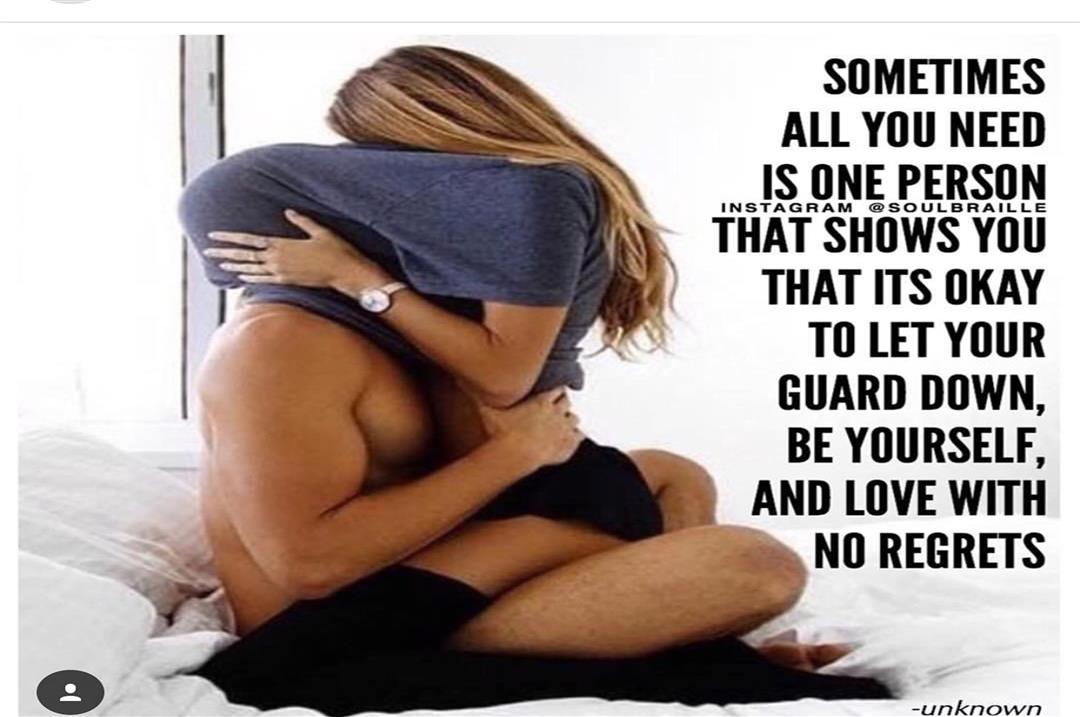 SOMETIMES
ALL YOU NEED
IS ONE PERSON
INSTAGRAM @SOULBRAILLE
THAT SHOWS YOU
THAT ITS OKAY
TO LET YOUR
GUARD DOWN,
BE YOURSELF,
AND LOVE WITH
NO REGRETS
-unknown